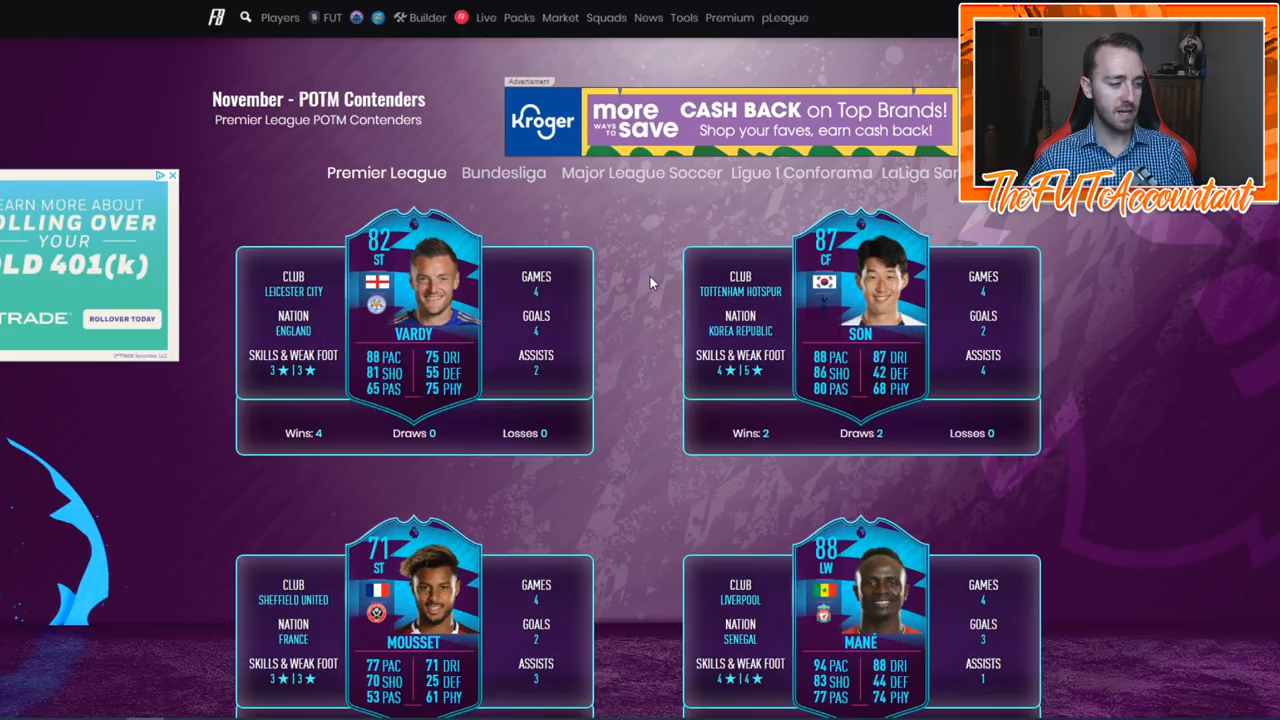 FB Players FUT Builder Live Packs Market Squads News Tools Premium pLeague
November - POTM Contenders
Premier League POTM Contenders
Advertisment
Kroger
more
WAYS TO save
CASH BACK on Top Brands!
Shop your faves, earn cash back!
TheFUTAccountant
EARN MORE ABOUT
OLLING OVER
YOUR
OLD 401(k)
TRADE
ROLLOVER TODAY
Premier League Bundesliga Major League Soccer Ligue 1 Conforama LaLiga San
CLUB
LEICESTER CITY
NATION
ENGLAND
SKILLS & WEAK FOOT
3 ★ | 3 ★
82
ST
VARDY
88 PAC 75 DRI
81 SHO 55 DEF
65 PAS 75 PHY
GAMES
4
GOALS
4
ASSISTS
2
Wins: 4 Draws 0 Losses 0
CLUB
TOTTENHAM HOTSPUR
NATION
KOREA REPUBLIC
SKILLS & WEAK FOOT
4 ★ | 5 ★
87
CF
SON
88 PAC 87 DRI
86 SHO 42 DEF
80 PAS 68 PHY
GAMES
4
GOALS
2
ASSISTS
4
Wins: 2 Draws 2 Losses 0
CLUB
SHEFFIELD UNITED
NATION
FRANCE
SKILLS & WEAK FOOT
3 ★ | 3 ★
71
ST
MOUSSET
77 PAC 71 DRI
70 SHO 25 DEF
53 PAS 61 PHY
GAMES
4
GOALS
2
ASSISTS
3
CLUB
LIVERPOOL
NATION
SENEGAL
SKILLS & WEAK FOOT
4 ★ | 4 ★
88
LW
MANÉ
94 PAC 88 DRI
83 SHO 44 DEF
77 PAS 74 PHY
GAMES
4
GOALS
3
ASSISTS
1